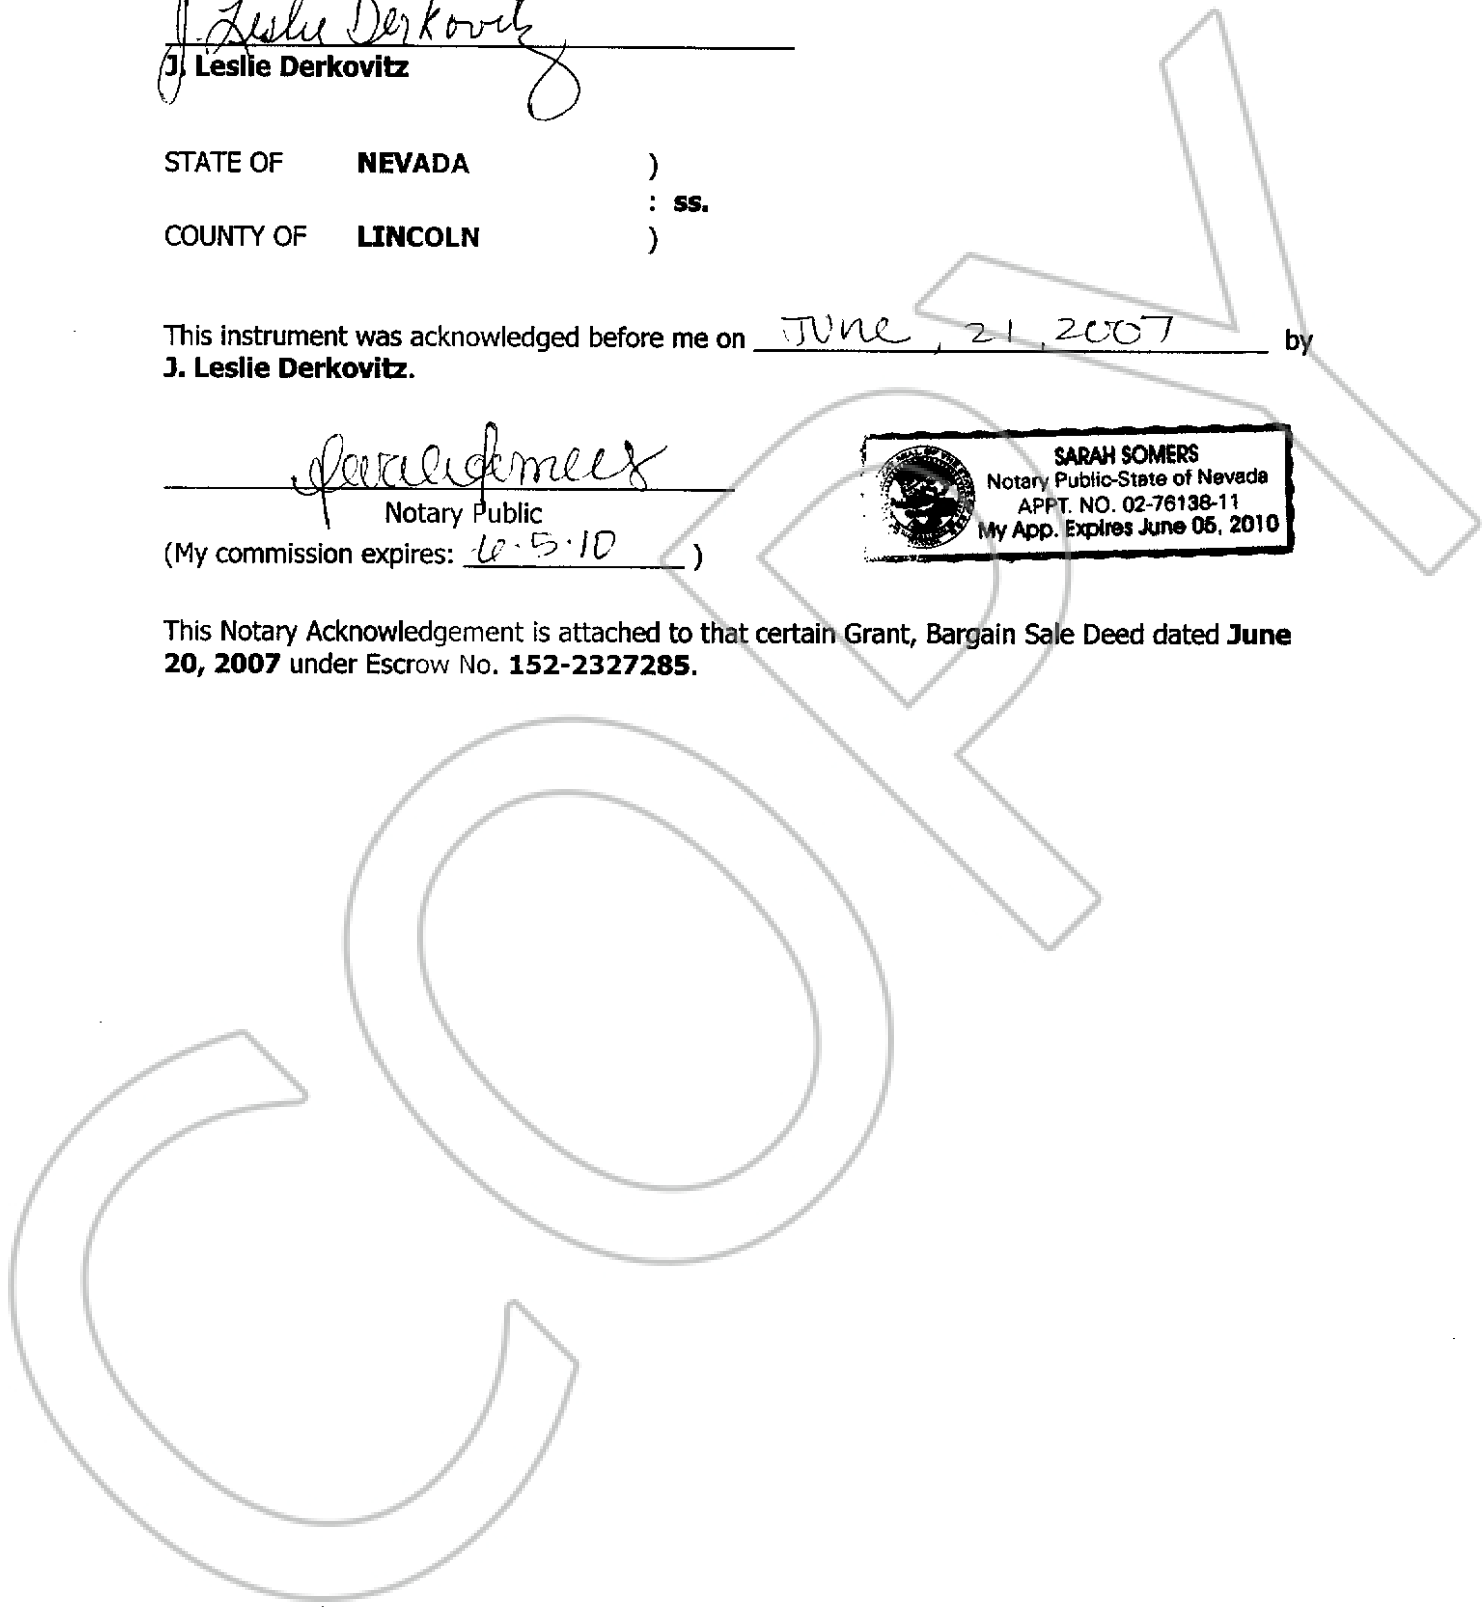 J. Leslie Derkovitz
J. Leslie Derkovitz
STATE OF NEVADA )
: ss.
COUNTY OF LINCOLN )
This instrument was acknowledged before me on June, 21, 2007 by
J. Leslie Derkovitz.
Notary Public
(My commission expires: 6.5.10 )
SARAH SOMERS
Notary Public-State of Nevada
APPT. NO. 02-76138-11
My App. Expires June 05, 2010
This Notary Acknowledgement is attached to that certain Grant, Bargain Sale Deed dated June
20, 2007 under Escrow No. 152-2327285.
COPY